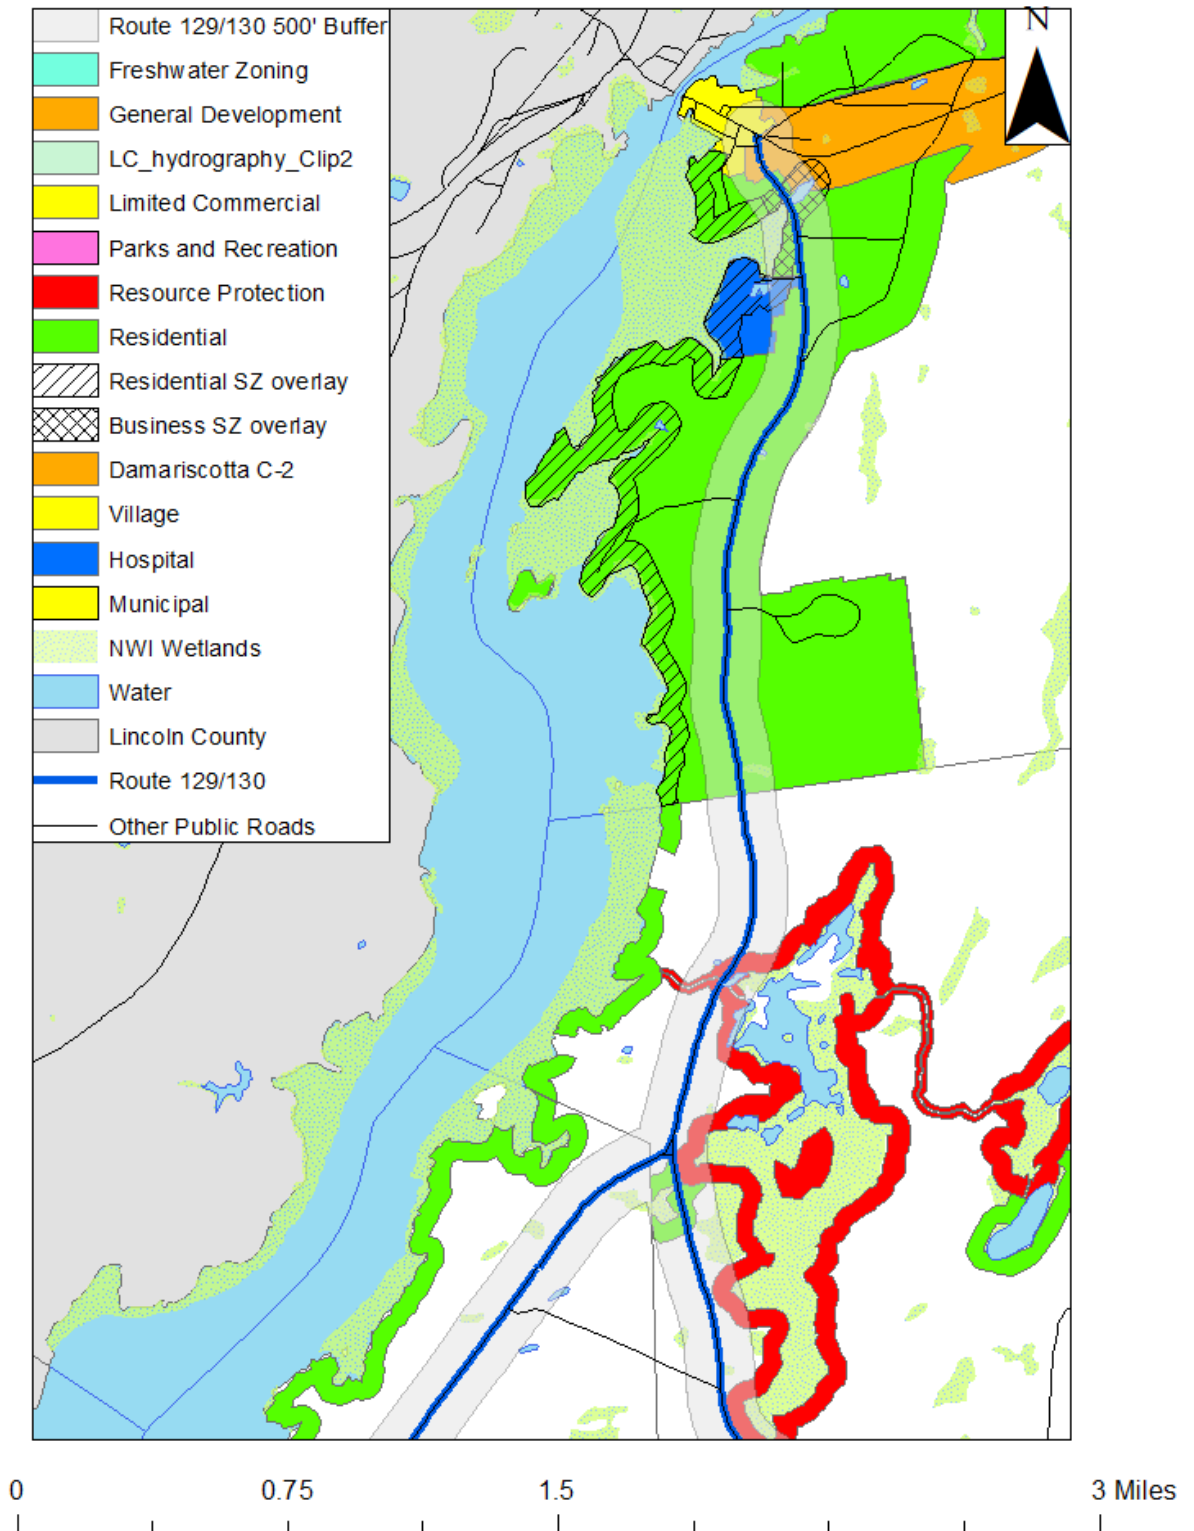 Route 129/130 500' Buffer
Freshwater Zoning
General Development
LC_hydrography_Clip2
Limited Commercial
Parks and Recreation
Resource Protection
Residential
Residential SZ overlay
Business SZ overlay
Damariscotta C-2
Village
Hospital
Municipal
NWI Wetlands
Water
Lincoln County
Route 129/130
Other Public Roads
N
0 0.75 1.5 3 Miles